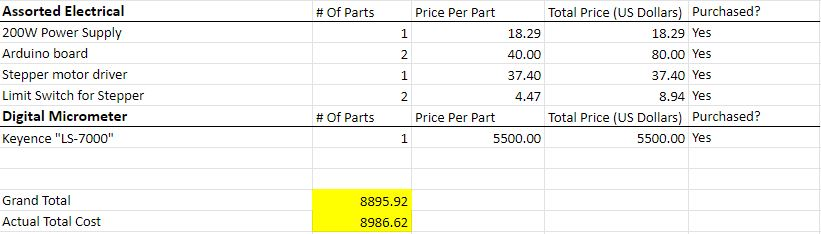 Assorted Electrical # Of Parts Price Per Part Total Price (US Dollars) Purchased?
200W Power Supply 1 18.29 18.29 Yes
Arduino board 2 40.00 80.00 Yes
Stepper motor driver 1 37.40 37.40 Yes
Limit Switch for Stepper 2 4.47 8.94 Yes
Digital Micrometer # Of Parts Price Per Part Total Price (US Dollars) Purchased?
Keyence "LS-7000" 1 5500.00 5500.00 Yes
Grand Total 8895.92
Actual Total Cost 8986.62